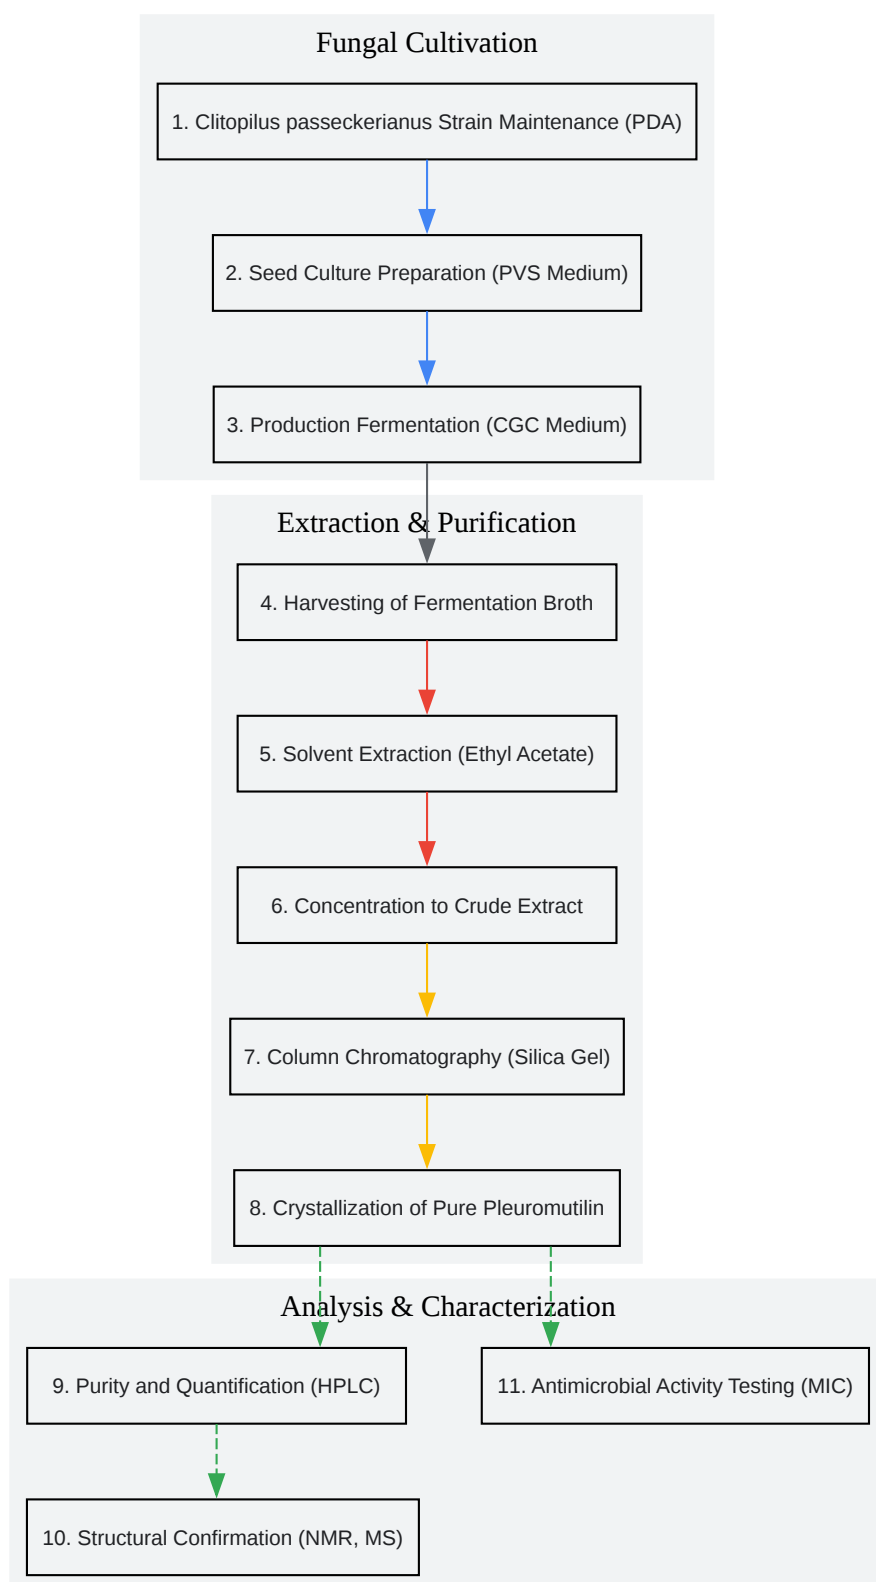 Fungal Cultivation
1. Clitopilus passeckerianus Strain Maintenance (PDA)
2. Seed Culture Preparation (PVS Medium)
3. Production Fermentation (CGC Medium)
Extraction & Purification
4. Harvesting of Fermentation Broth
5. Solvent Extraction (Ethyl Acetate)
6. Concentration to Crude Extract
7. Column Chromatography (Silica Gel)
8. Crystallization of Pure Pleuromutilin
Analysis & Characterization
9. Purity and Quantification (HPLC)
11. Antimicrobial Activity Testing (MIC)
10. Structural Confirmation (NMR, MS)